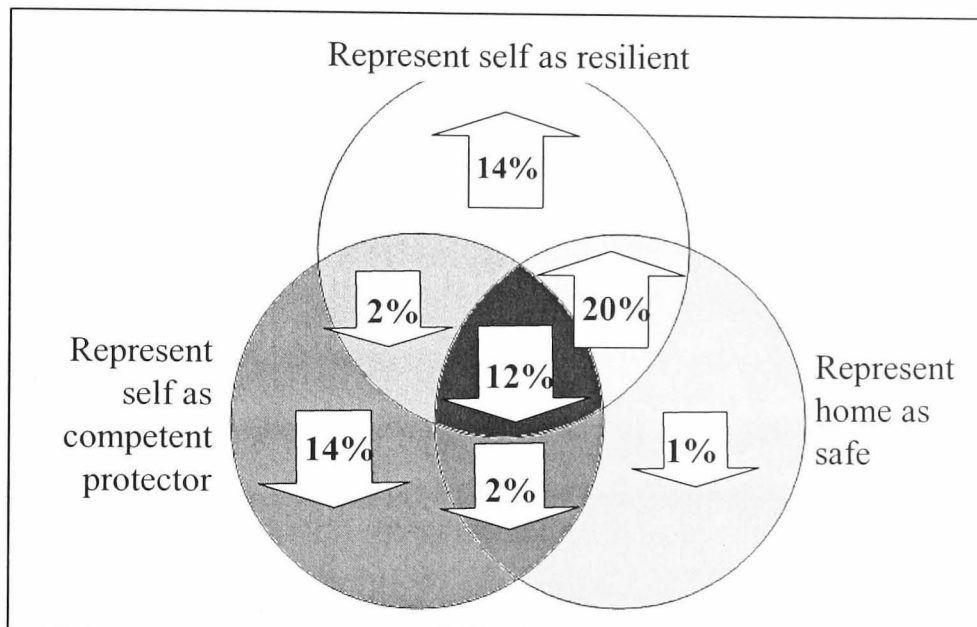 Represent self as resilient
14%
2%
20%
12%
Represent
self as
competent
protector
14%
2%
1%
Represent
home as
safe